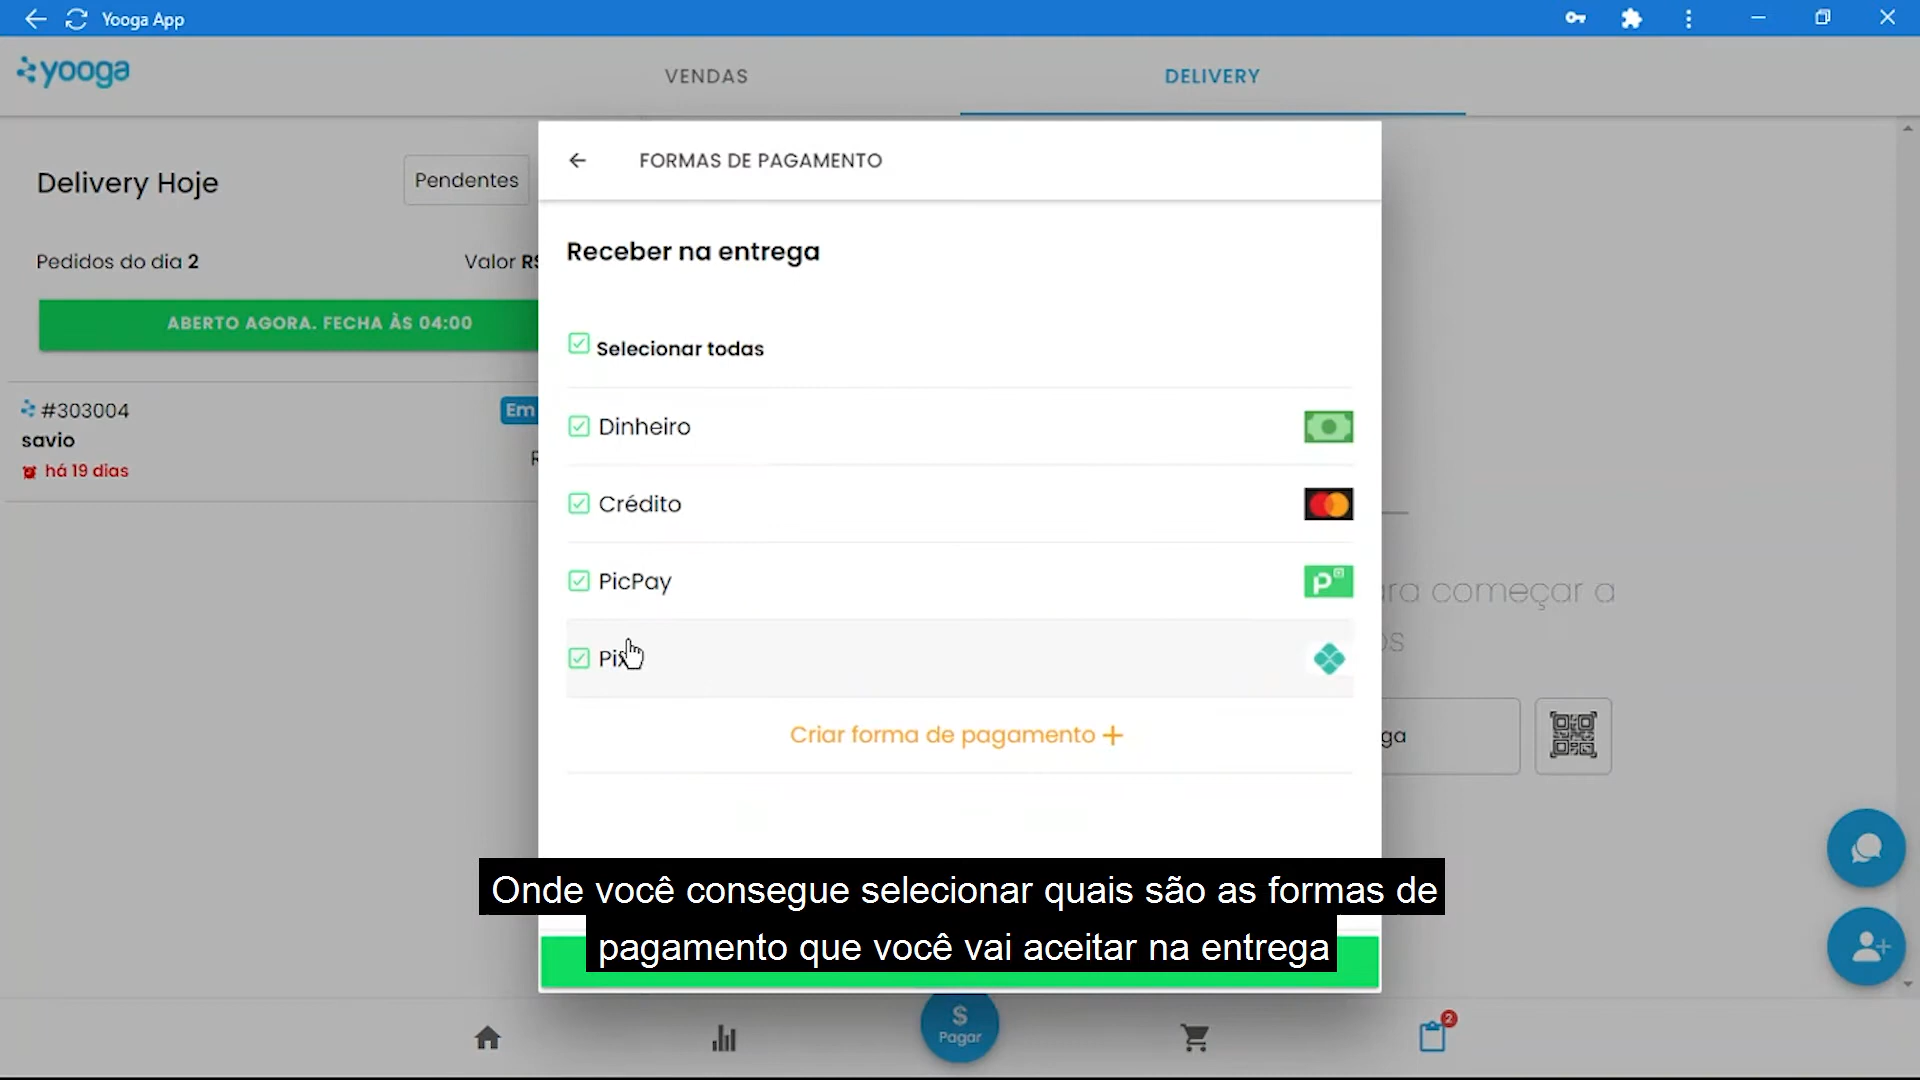 Yooga App
yooga
VENDAS
DELIVERY
Delivery Hoje
Pendentes
Pedidos do dia 2
Valor R$
ABERTO AGORA. FECHA ÀS 04:00
#303004
Em
savio
há 19 dias
FORMAS DE PAGAMENTO
Receber na entrega
Selecionar todas
Dinheiro
Crédito
PicPay
Pix
Criar forma de pagamento +
ra começar a
os
ga
Onde você consegue selecionar quais são as formas de
pagamento que você vai aceitar na entrega
$
Pagar
2